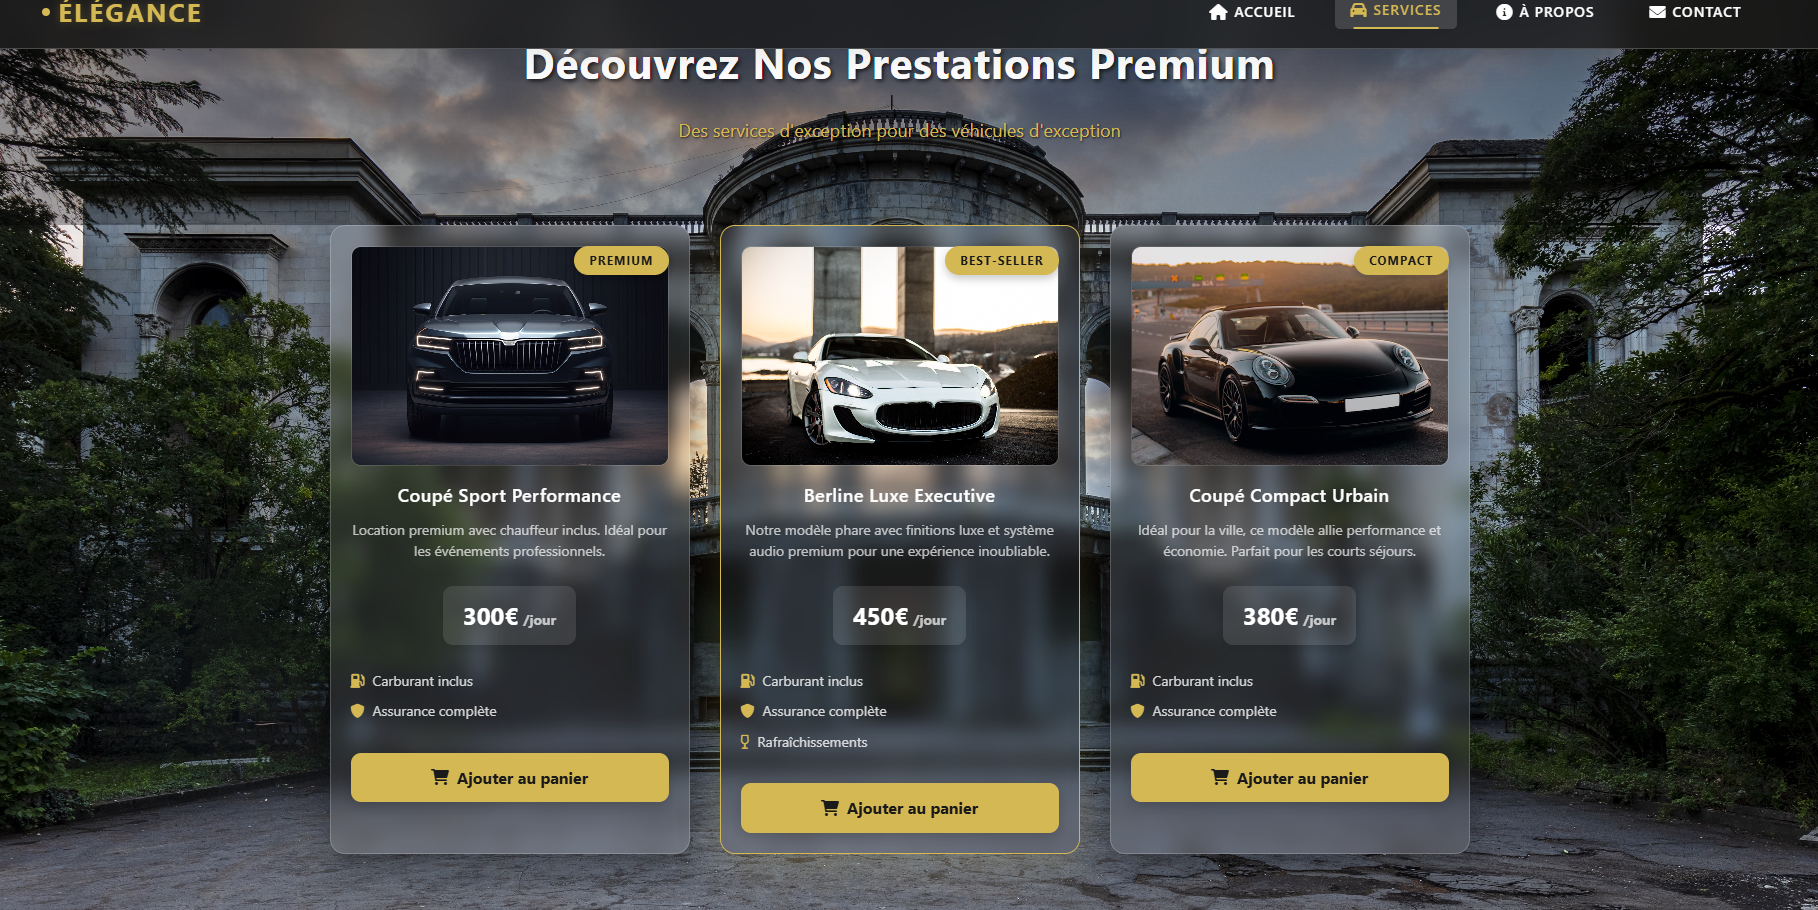 • ÉLÉGANCE
ACCUEIL
SERVICES
À PROPOS
CONTACT
Découvrez Nos Prestations Premium
Des services d'exception pour des véhicules d'exception
PREMIUM
Coupé Sport Performance
Location premium avec chauffeur inclus. Idéal pour
les événements professionnels.
300€ /jour
Carburant inclus
Assurance complète
Ajouter au panier
BEST-SELLER
Berline Luxe Executive
Notre modèle phare avec finitions luxe et système
audio premium pour une expérience inoubliable.
450€ /jour
Carburant inclus
Assurance complète
Rafraîchissements
Ajouter au panier
COMPACT
Coupé Compact Urbain
Idéal pour la ville, ce modèle allie performance et
économie. Parfait pour les courts séjours.
380€ /jour
Carburant inclus
Assurance complète
Ajouter au panier